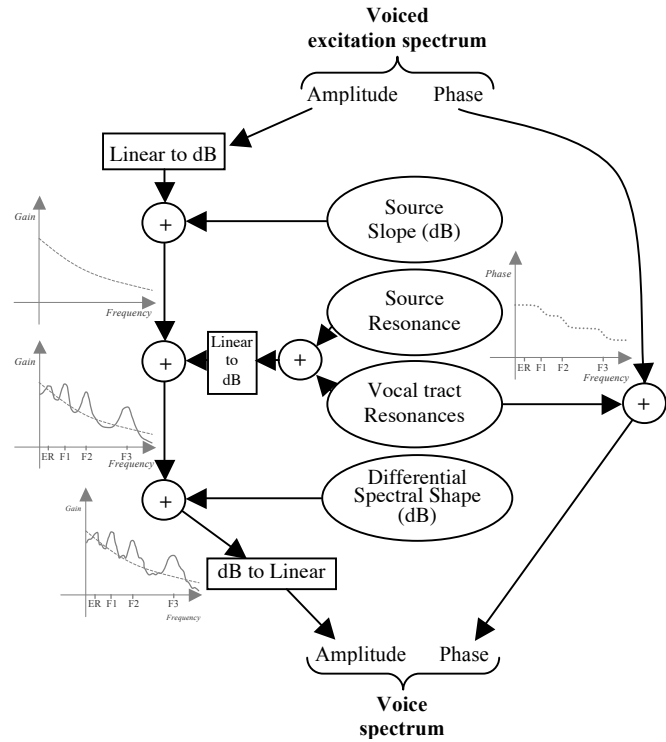 Voiced
excitation spectrum
Amplitude Phase
Linear to dB
Gain
+
Source
Slope (dB)
Frequency
Phase
Source
Resonance
Linear
to
dB
+
+
F1 F2 F3
ER
Frequency
Gain
Vocal tract
Resonances
+
ER F1 F2 F3
Frequency
Differential
Spectral Shape
(dB)
+
Gain
dB to Linear
ER F1 F2 F3
Frequency
Amplitude Phase
Voice
spectrum